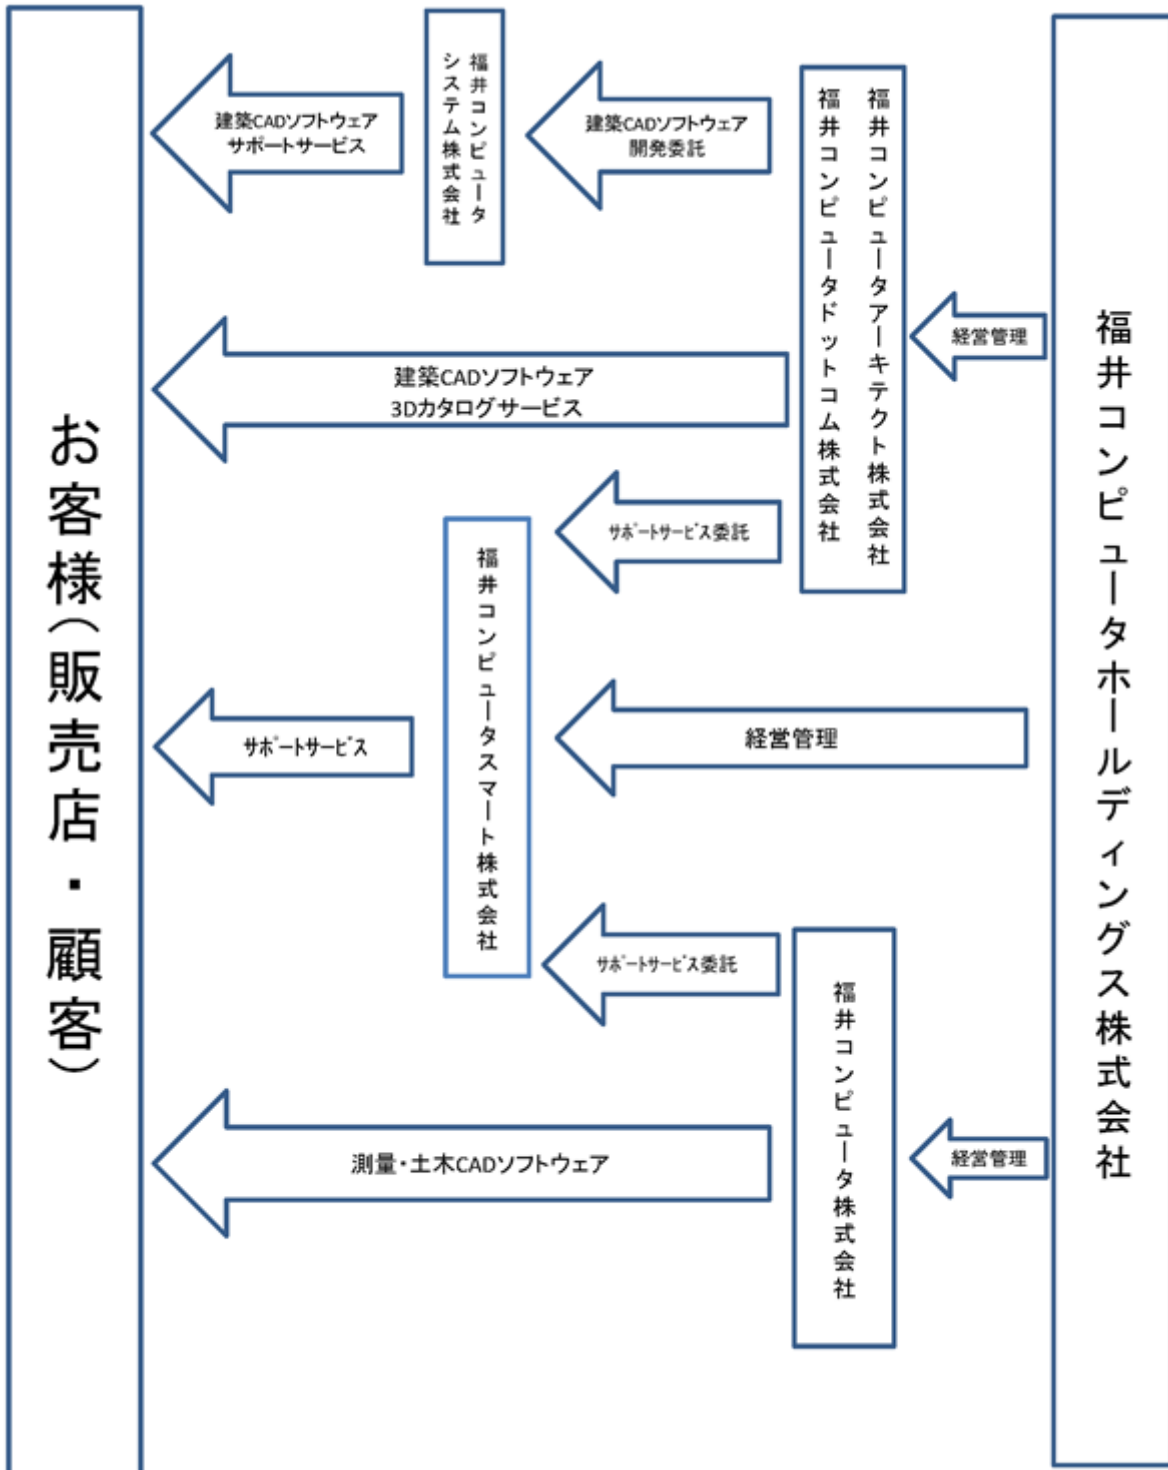 お客様（販売店・顧客）
建築CADソフトウェア
サポートサービス
福井コンピュータ
システム株式会社
建築CADソフトウェア
開発委託
福井コンピュータアーキテクト株式会社
福井コンピュータドットコム株式会社
経営管理
福井コンピュータホールディングス株式会社
建築CADソフトウェア
3Dカタログサービス
サポートサービス委託
福井コンピュータスマート株式会社
サポートサービス
経営管理
サポートサービス委託
福井コンピュータ株式会社
測量・土木CADソフトウェア
経営管理